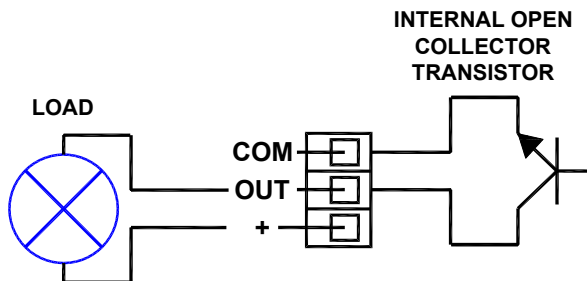 INTERNAL OPEN
COLLECTOR
TRANSISTOR
LOAD
COM
OUT
+